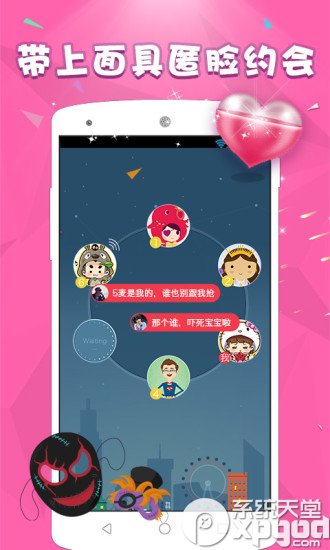 带上面具匿脸约会
5麦是我的，谁也别跟我抢
那个谁，吓死宝宝啦
Waiting
我
系统天堂
xpgod
.com